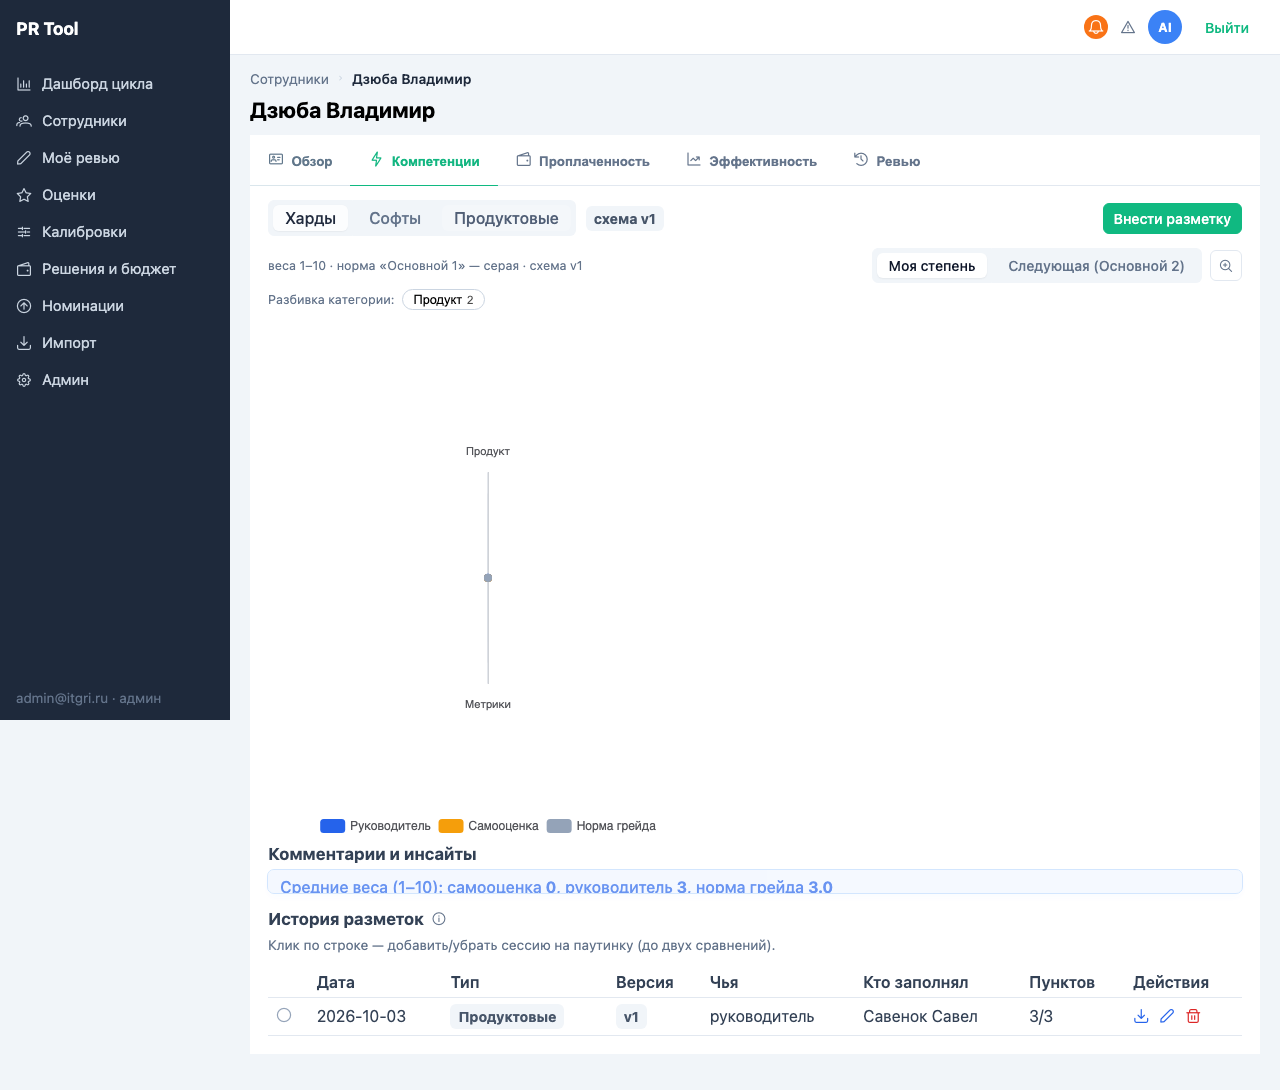 PR Tool
AI
Выйти
Дашборд цикла
Сотрудники
Моё ревью
Оценки
Калибровки
Решения и бюджет
Номинации
Импорт
Админ
admin@itgri.ru · админ
Сотрудники › Дзюба Владимир
Дзюба Владимир
Обзор
Компетенции
Проплаченность
Эффективность
Ревью
Харды
Софты
Продуктовые
схема v1
Внести разметку
веса 1–10 · норма «Основной 1» — серая · схема v1
Моя степень
Следующая (Основной 2)
Разбивка категории:
Продукт 2
Продукт
Метрики
Руководитель
Самооценка
Норма грейда
Комментарии и инсайты
Средние веса (1–10): самооценка 0, руководитель 3, норма грейда 3.0
История разметок
Клик по строке — добавить/убрать сессию на паутинку (до двух сравнений).
Дата Тип Версия Чья Кто заполнял Пунктов Действия
2026-10-03 Продуктовые v1 руководитель Савенок Савел 3/3